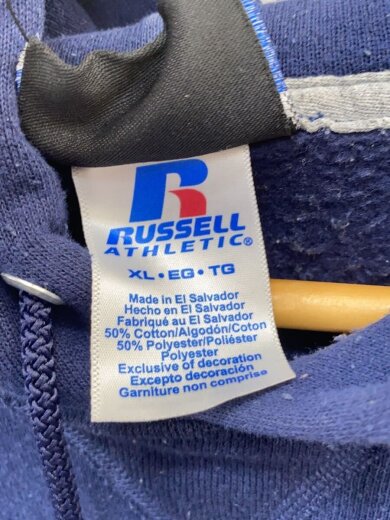 R
RUSSELL
ATHLETIC®
XL • EG • TG
Made in El Salvador
Hecho en El Salvador
Fabriqué au El Salvador
50% Cotton/Algodón/Coton
50% Polyester/Poliéster
Polyester
Exclusive of decoration
Excepto decoración
Garniture non comprise